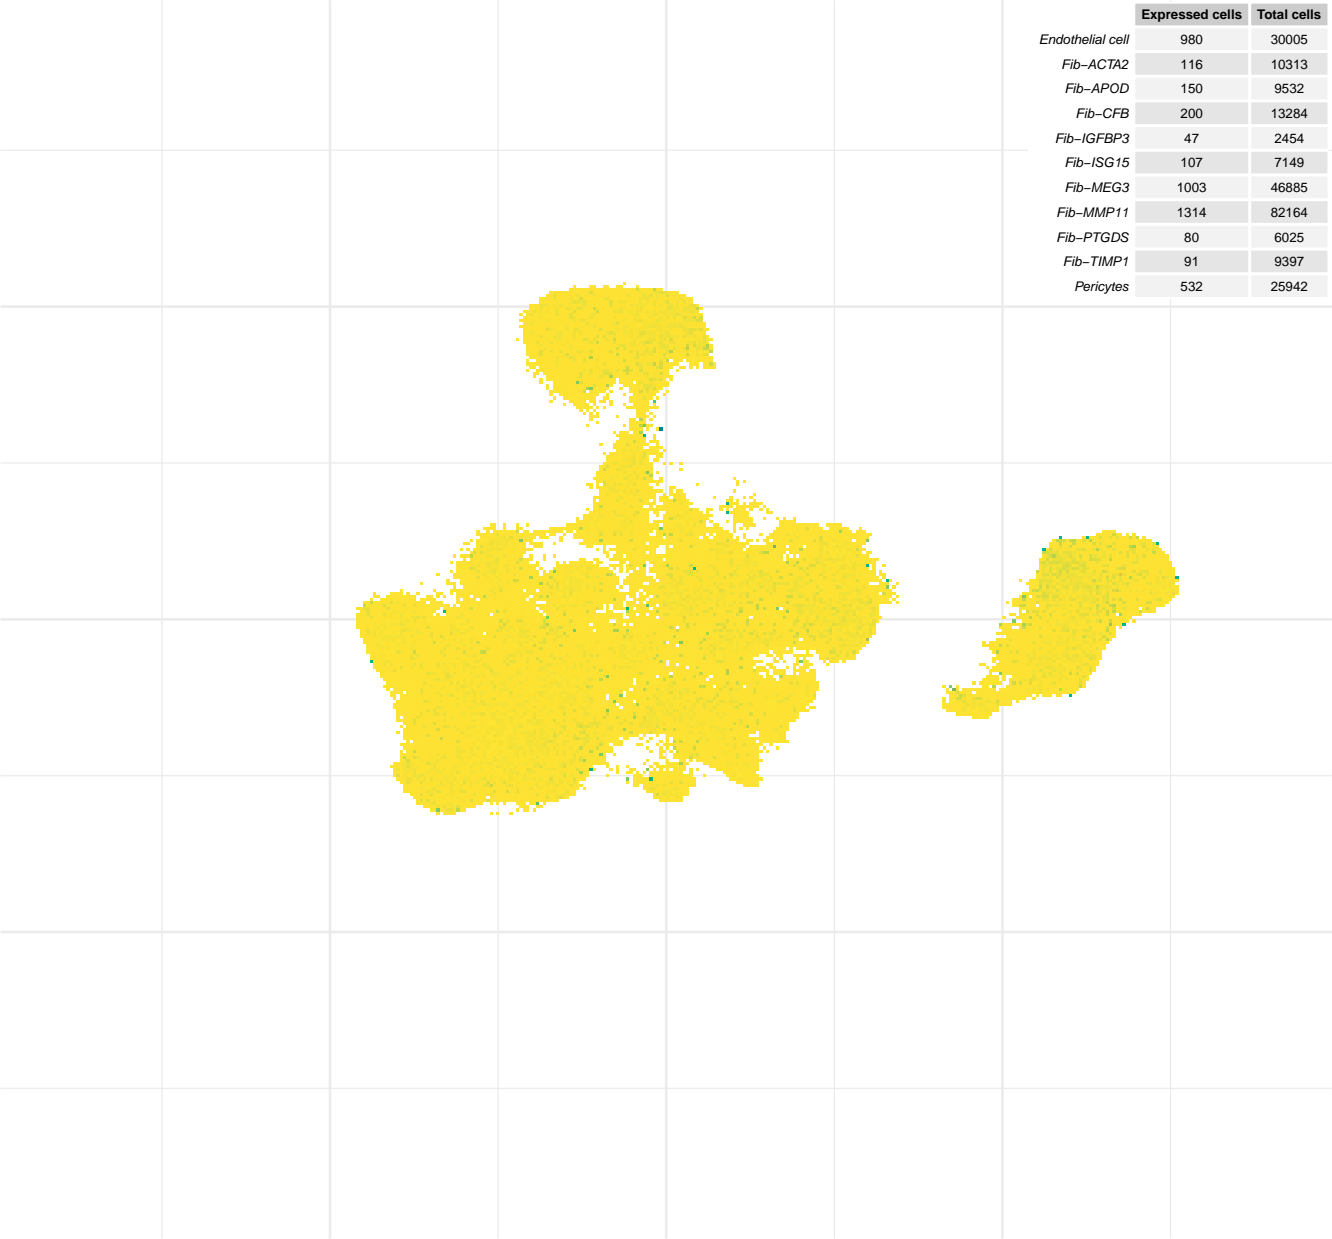 Expressed cells Total cells
Endothelial cell 980 30005
Fib−ACTA2 116 10313
Fib−APOD 150 9532
Fib−CFB 200 13284
Fib−IGFBP3 47 2454
Fib−ISG15 107 7149
Fib−MEG3 1003 46885
Fib−MMP11 1314 82164
Fib−PTGDS 80 6025
Fib−TIMP1 91 9397
Pericytes 532 25942